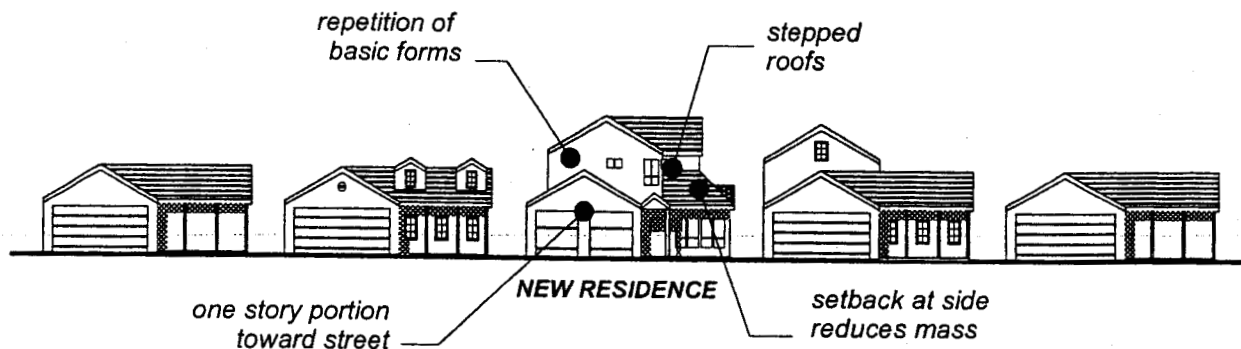 repetition of
basic forms
stepped
roofs
NEW RESIDENCE
one story portion
toward street
setback at side
reduces mass